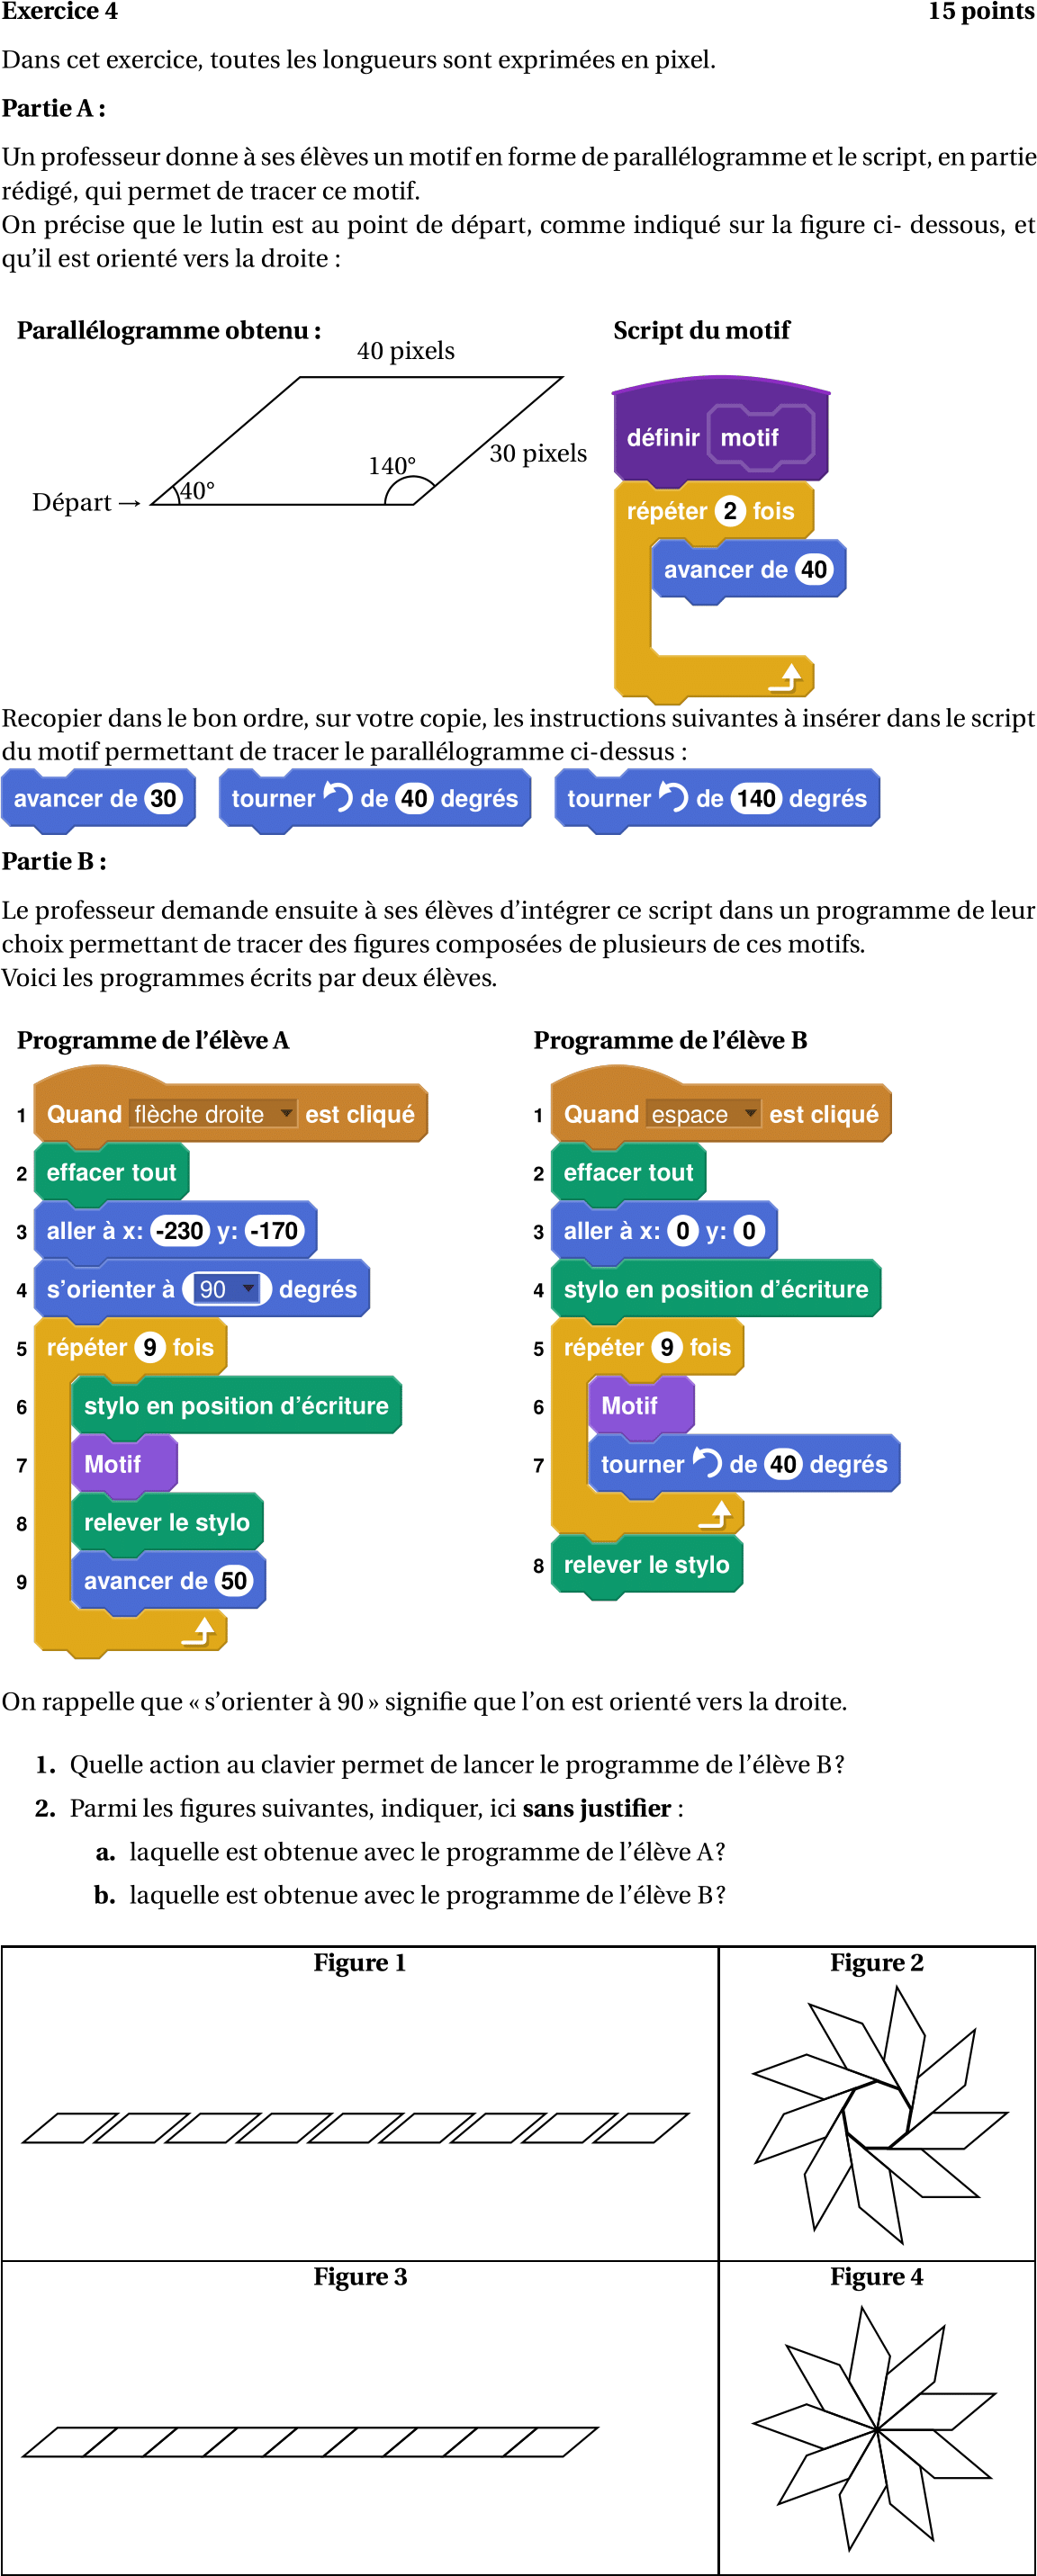 Exercice 4 15 points
Dans cet exercice, toutes les longueurs sont exprimées en pixel.
Partie A :
Un professeur donne à ses élèves un motif en forme de parallélogramme et le script, en partie
rédigé, qui permet de tracer ce motif.
On précise que le lutin est au point de départ, comme indiqué sur la figure ci- dessous, et
qu’il est orienté vers la droite :
Parallélogramme obtenu :
40 pixels
30 pixels
140°
40°
Départ →
Script du motif
définir motif
répéter 2 fois
avancer de 40
Recopier dans le bon ordre, sur votre copie, les instructions suivantes à insérer dans le script
du motif permettant de tracer le parallélogramme ci-dessus :
avancer de 30 tourner de 40 degrés tourner de 140 degrés
Partie B :
Le professeur demande ensuite à ses élèves d’intégrer ce script dans un programme de leur
choix permettant de tracer des figures composées de plusieurs de ces motifs.
Voici les programmes écrits par deux élèves.
Programme de l’élève A
1 Quand flèche droite est cliqué
2 effacer tout
3 aller à x: -230 y: -170
4 s’orienter à 90 degrés
5 répéter 9 fois
6 stylo en position d’écriture
7 Motif
8 relever le stylo
9 avancer de 50
Programme de l’élève B
1 Quand espace est cliqué
2 effacer tout
3 aller à x: 0 y: 0
4 stylo en position d’écriture
5 répéter 9 fois
6 Motif
7 tourner de 40 degrés
8 relever le stylo
On rappelle que « s’orienter à 90 » signifie que l’on est orienté vers la droite.
1. Quelle action au clavier permet de lancer le programme de l’élève B ?
2. Parmi les figures suivantes, indiquer, ici sans justifier :
a. laquelle est obtenue avec le programme de l’élève A ?
b. laquelle est obtenue avec le programme de l’élève B ?
Figure 1 Figure 2
Figure 3 Figure 4